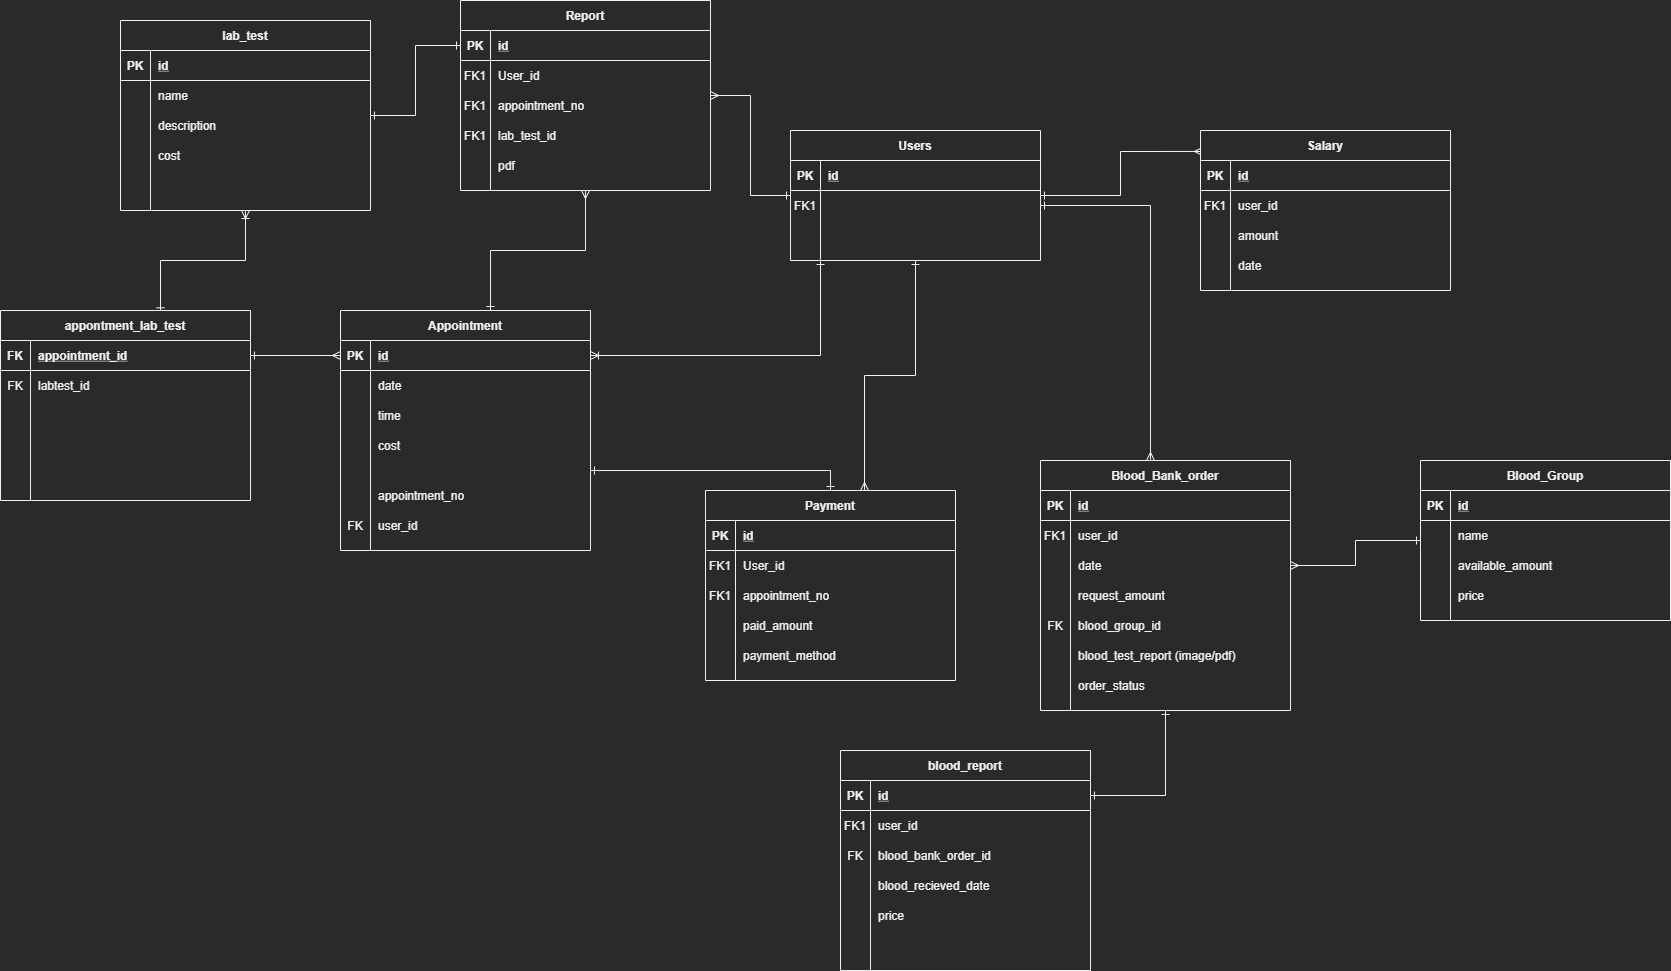 lab_test
PK id
name
description
cost
Report
PK id
FK1 User_id
FK1 appointment_no
FK1 lab_test_id
pdf
Users
PK id
FK1
Salary
PK id
FK1 user_id
amount
date
appontment_lab_test
FK appointment_id
FK labtest_id
Appointment
PK id
date
time
cost
appointment_no
FK user_id
Payment
PK id
FK1 User_id
FK1 appointment_no
paid_amount
payment_method
Blood_Bank_order
PK id
FK1 user_id
date
request_amount
FK blood_group_id
blood_test_report (image/pdf)
order_status
Blood_Group
PK id
name
available_amount
price
blood_report
PK id
FK1 user_id
FK blood_bank_order_id
blood_recieved_date
price